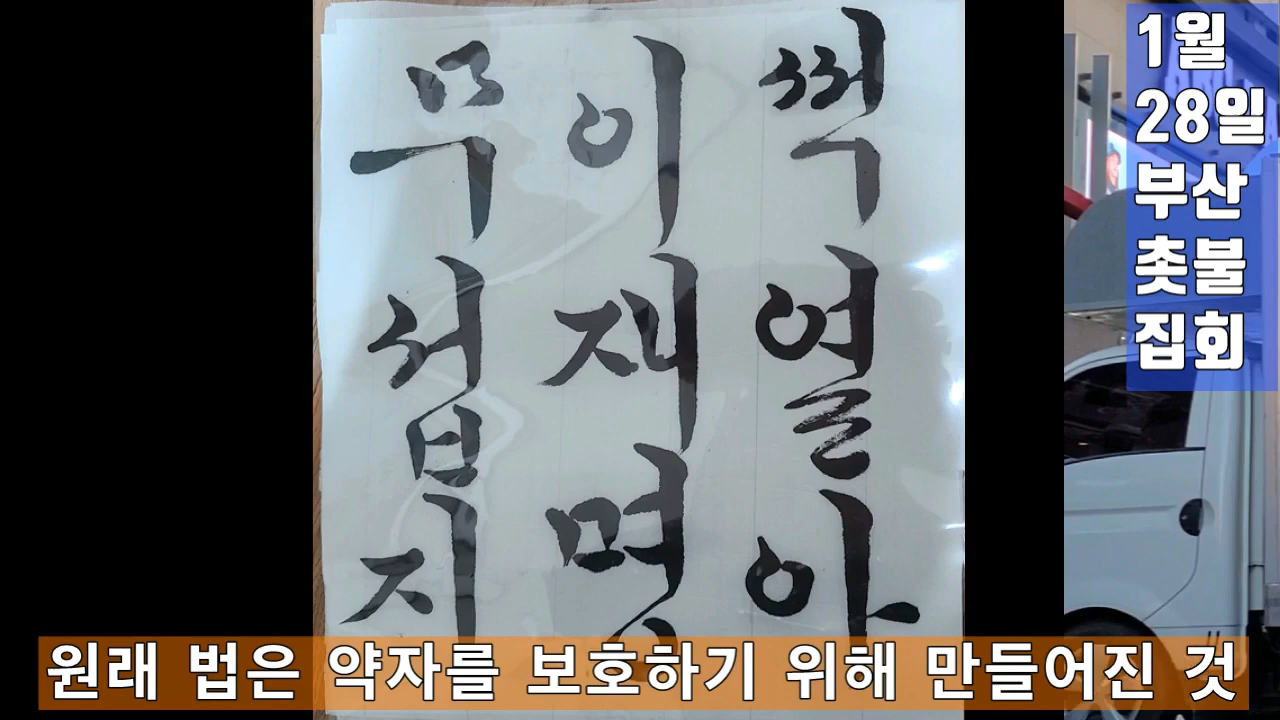 썩열아
이재명
무섭지
1월
28일
부산
촛불
집회
원래 법은 약자를 보호하기 위해 만들어진 것